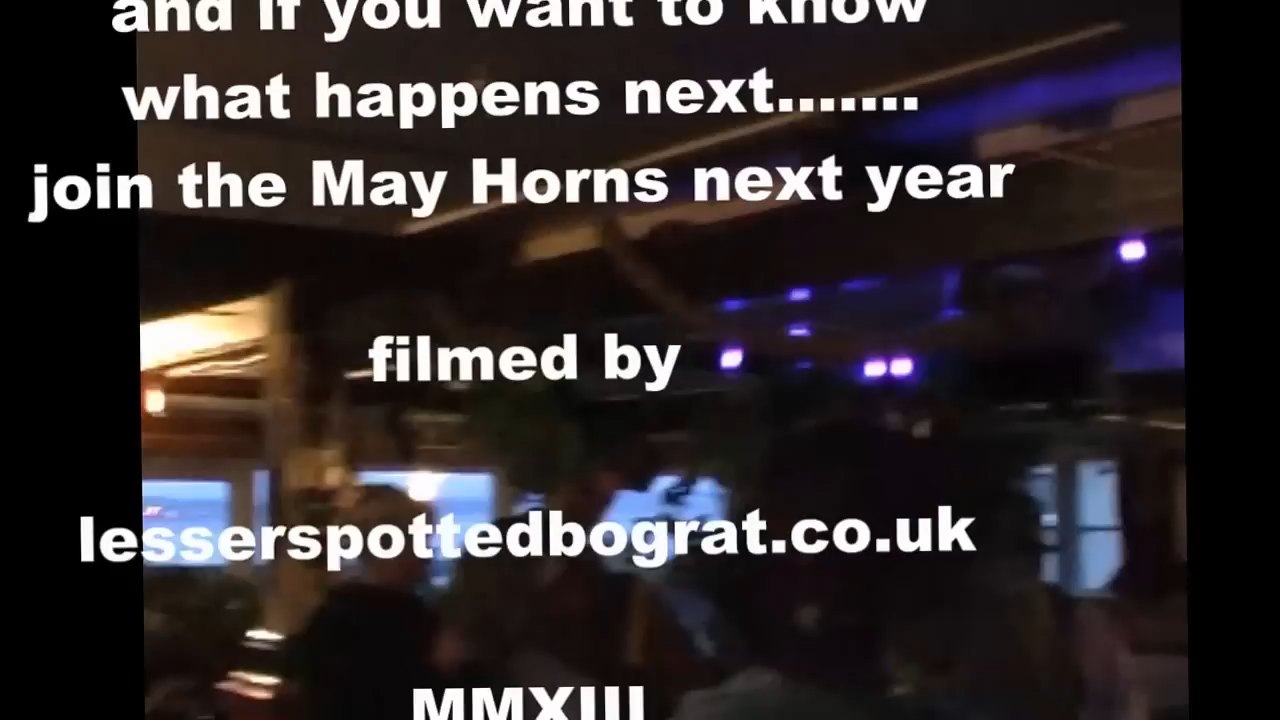 and if you want to know
what happens next.......
join the May Horns next year
filmed by
lesserspottedbograt.co.uk
MMXIII